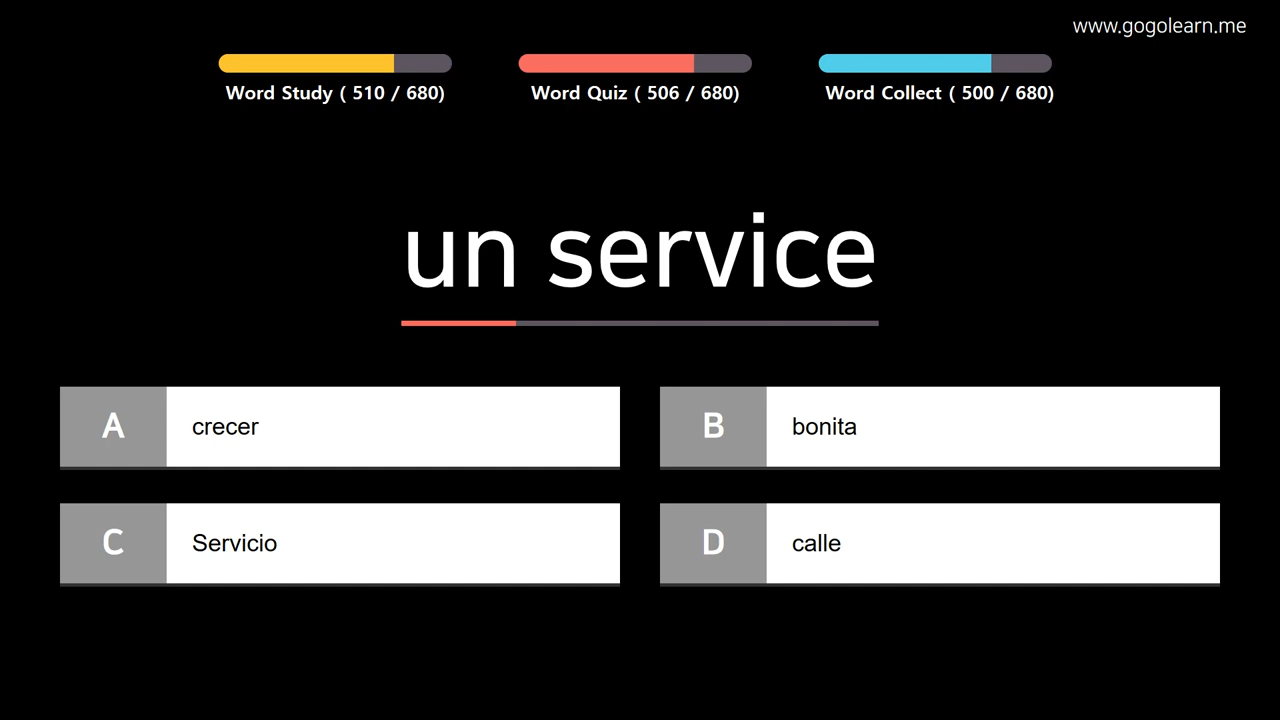 www.gogolearn.me
Word Study ( 510 / 680)
Word Quiz ( 506 / 680)
Word Collect ( 500 / 680)
un service
A crecer
B bonita
C Servicio
D calle